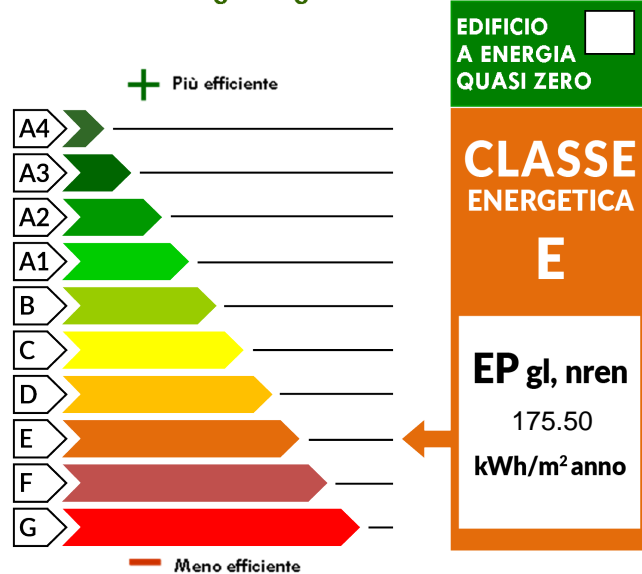 EDIFICIO
A ENERGIA
QUASI ZERO
Più efficiente
A4
A3
A2
A1
B
C
D
E
F
G
Meno efficiente
CLASSE
ENERGETICA
E
EP gl, nren
175.50
kWh/m² anno